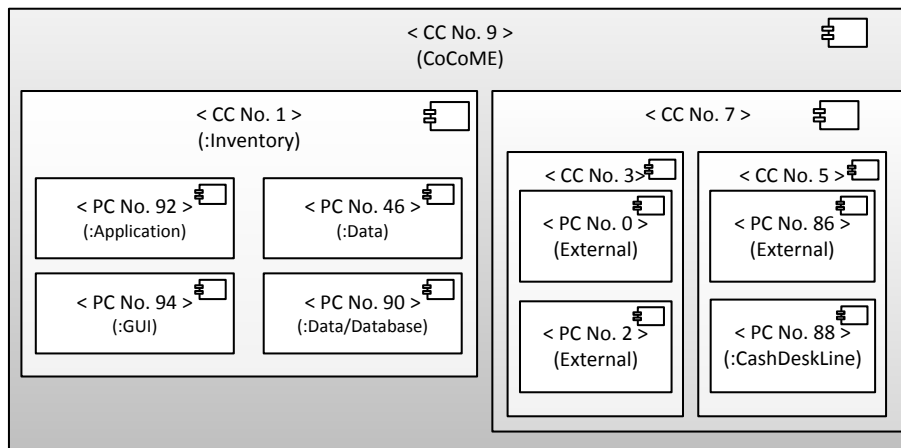 < CC No. 9 >
(CoCoME)
< CC No. 1 >
(:Inventory)
< PC No. 92 >
(:Application)
< PC No. 46 >
(:Data)
< PC No. 94 >
(:GUI)
< PC No. 90 >
(:Data/Database)
< CC No. 7 >
< CC No. 3>
< PC No. 0 >
(External)
< PC No. 2 >
(External)
< CC No. 5 >
< PC No. 86 >
(External)
< PC No. 88 >
(:CashDeskLine)